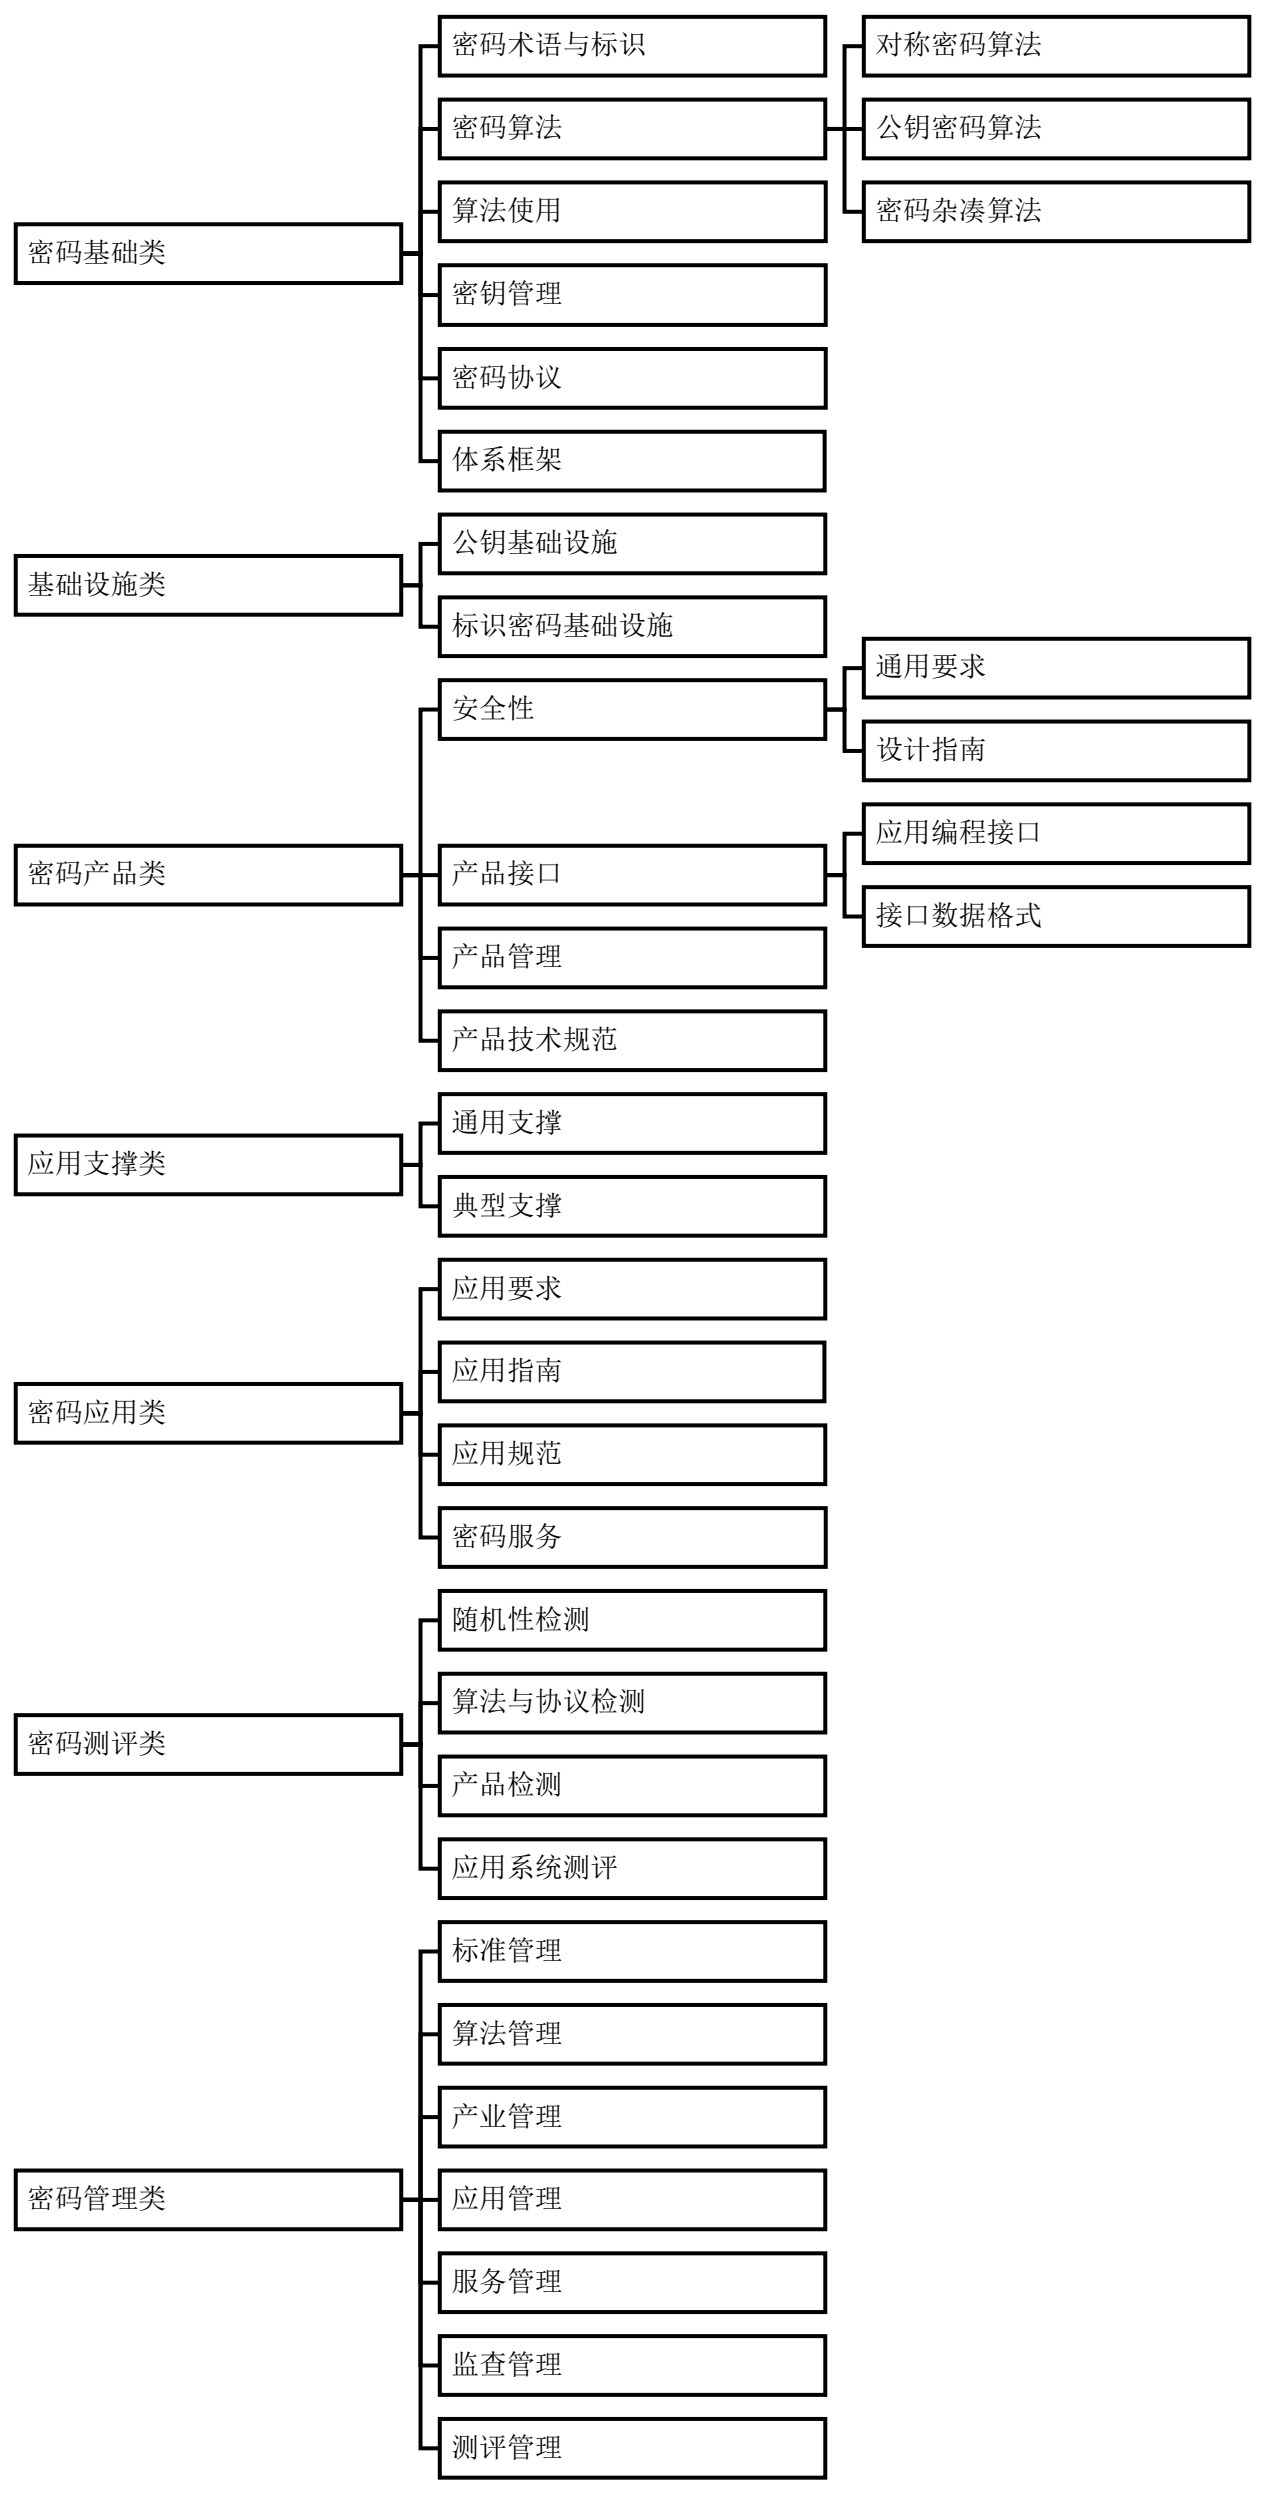 密码基础类
密码术语与标识
密码算法
对称密码算法
公钥密码算法
密码杂凑算法
算法使用
密钥管理
密码协议
体系框架
基础设施类
公钥基础设施
标识密码基础设施
密码产品类
安全性
通用要求
设计指南
产品接口
应用编程接口
接口数据格式
产品管理
产品技术规范
应用支撑类
通用支撑
典型支撑
密码应用类
应用要求
应用指南
应用规范
密码服务
密码测评类
随机性检测
算法与协议检测
产品检测
应用系统测评
密码管理类
标准管理
算法管理
产业管理
应用管理
服务管理
监查管理
测评管理